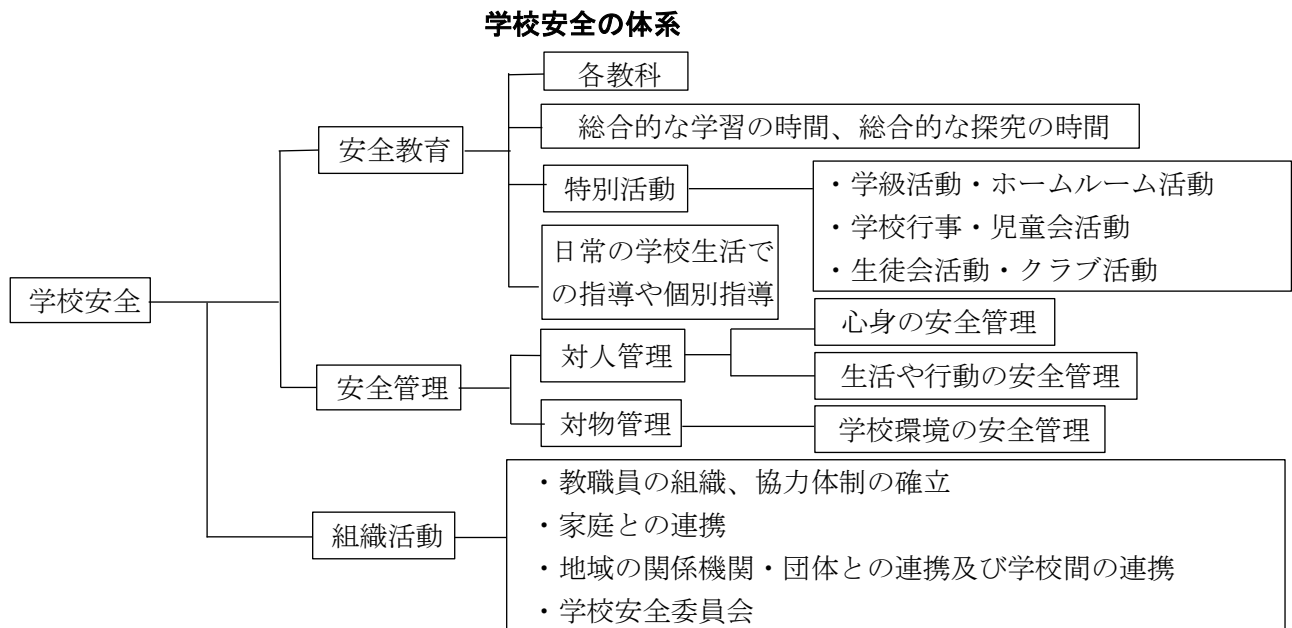 学校安全の体系
各教科
総合的な学習の時間、総合的な探究の時間
安全教育
特別活動
・学級活動・ホームルーム活動
・学校行事・児童会活動
・生徒会活動・クラブ活動
日常の学校生活で
の指導や個別指導
学校安全
心身の安全管理
対人管理
生活や行動の安全管理
安全管理
対物管理
学校環境の安全管理
・教職員の組織、協力体制の確立
・家庭との連携
組織活動
・地域の関係機関・団体との連携及び学校間の連携
・学校安全委員会